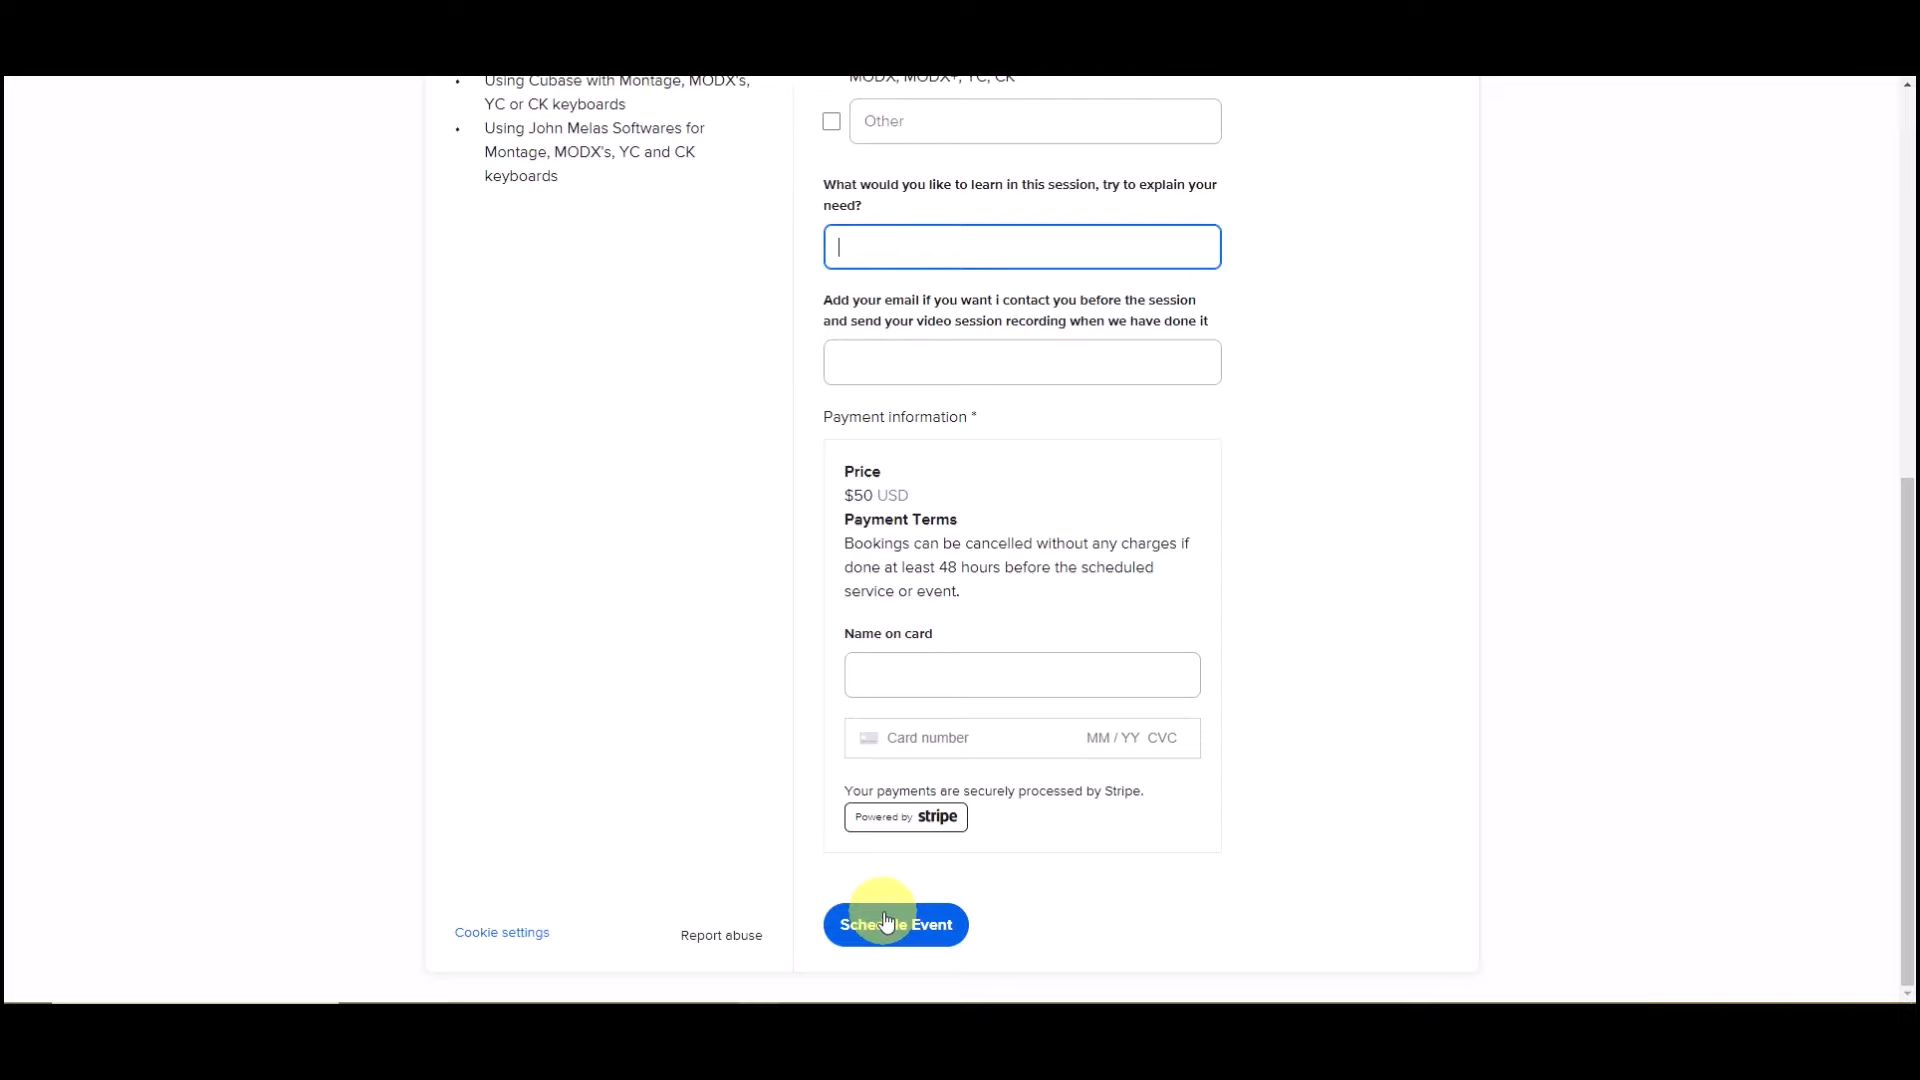 Using Cubase with Montage, MODX's,
YC or CK keyboards
Using John Melas Softwares for
Montage, MODX's, YC and CK
keyboards
MODX, MODX+, YC, CK
Other
What would you like to learn in this session, try to explain your
need?
Add your email if you want i contact you before the session
and send your video session recording when we have done it
Payment information *
Price
$50 USD
Payment Terms
Bookings can be cancelled without any charges if
done at least 48 hours before the scheduled
service or event.
Name on card
Card number MM / YY CVC
Your payments are securely processed by Stripe.
Powered by stripe
Schedule Event
Cookie settings
Report abuse